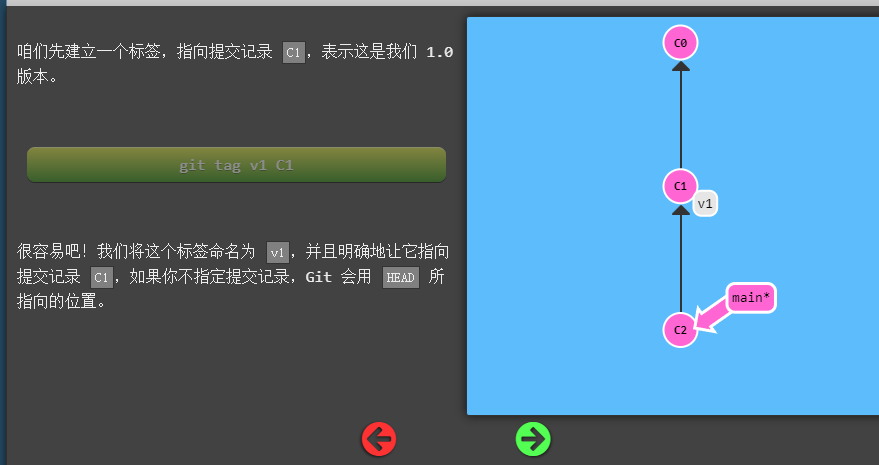 咱们先建立一个标签，指向提交记录 C1，表示这是我们 1.0
版本。
git tag v1 C1
很容易吧！我们将这个标签命名为 v1，并且明确地让它指向
提交记录 C1，如果你不指定提交记录，Git 会用 HEAD 所
指向的位置。
C0
C1
v1
main*
C2